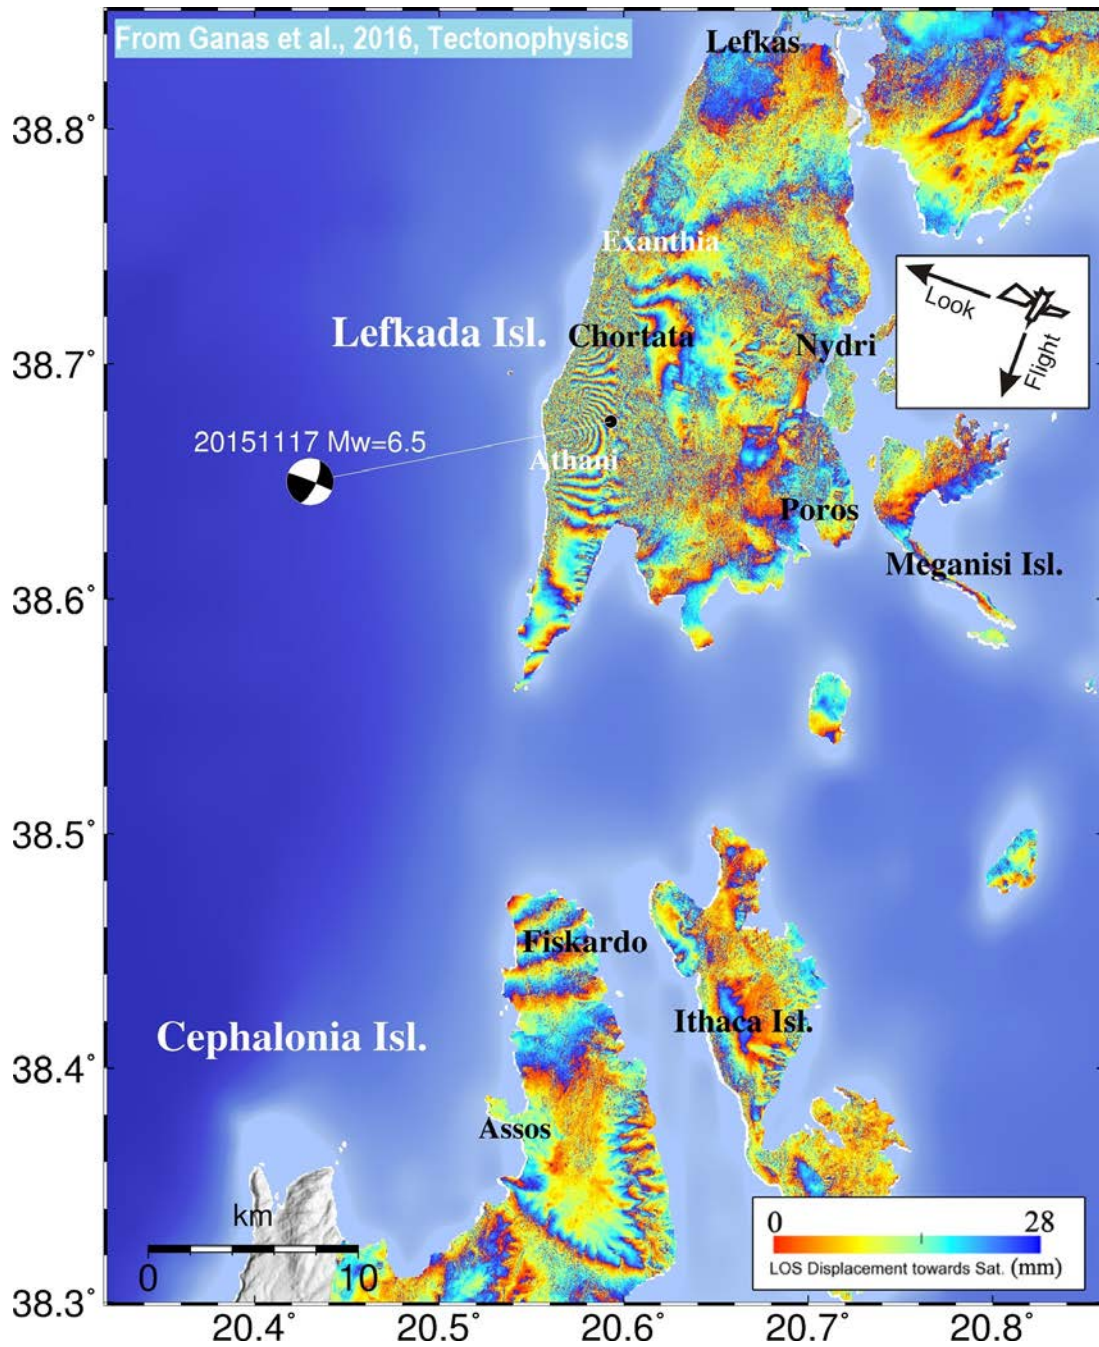 From Ganas et al., 2016, Tectonophysics
Lefkas
38.8°
Exanthia
Look
Flight
Lefkada Isl.
Chortata
Nydri
38.7°
20151117 Mw=6.5
Athani
Poros
Meganisi Isl.
38.6°
38.5°
Fiskardo
Ithaca Isl.
Cephalonia Isl.
38.4°
Assos
km
0 10
0 28
LOS Displacement towards Sat. (mm)
38.3°
20.4° 20.5° 20.6° 20.7° 20.8°